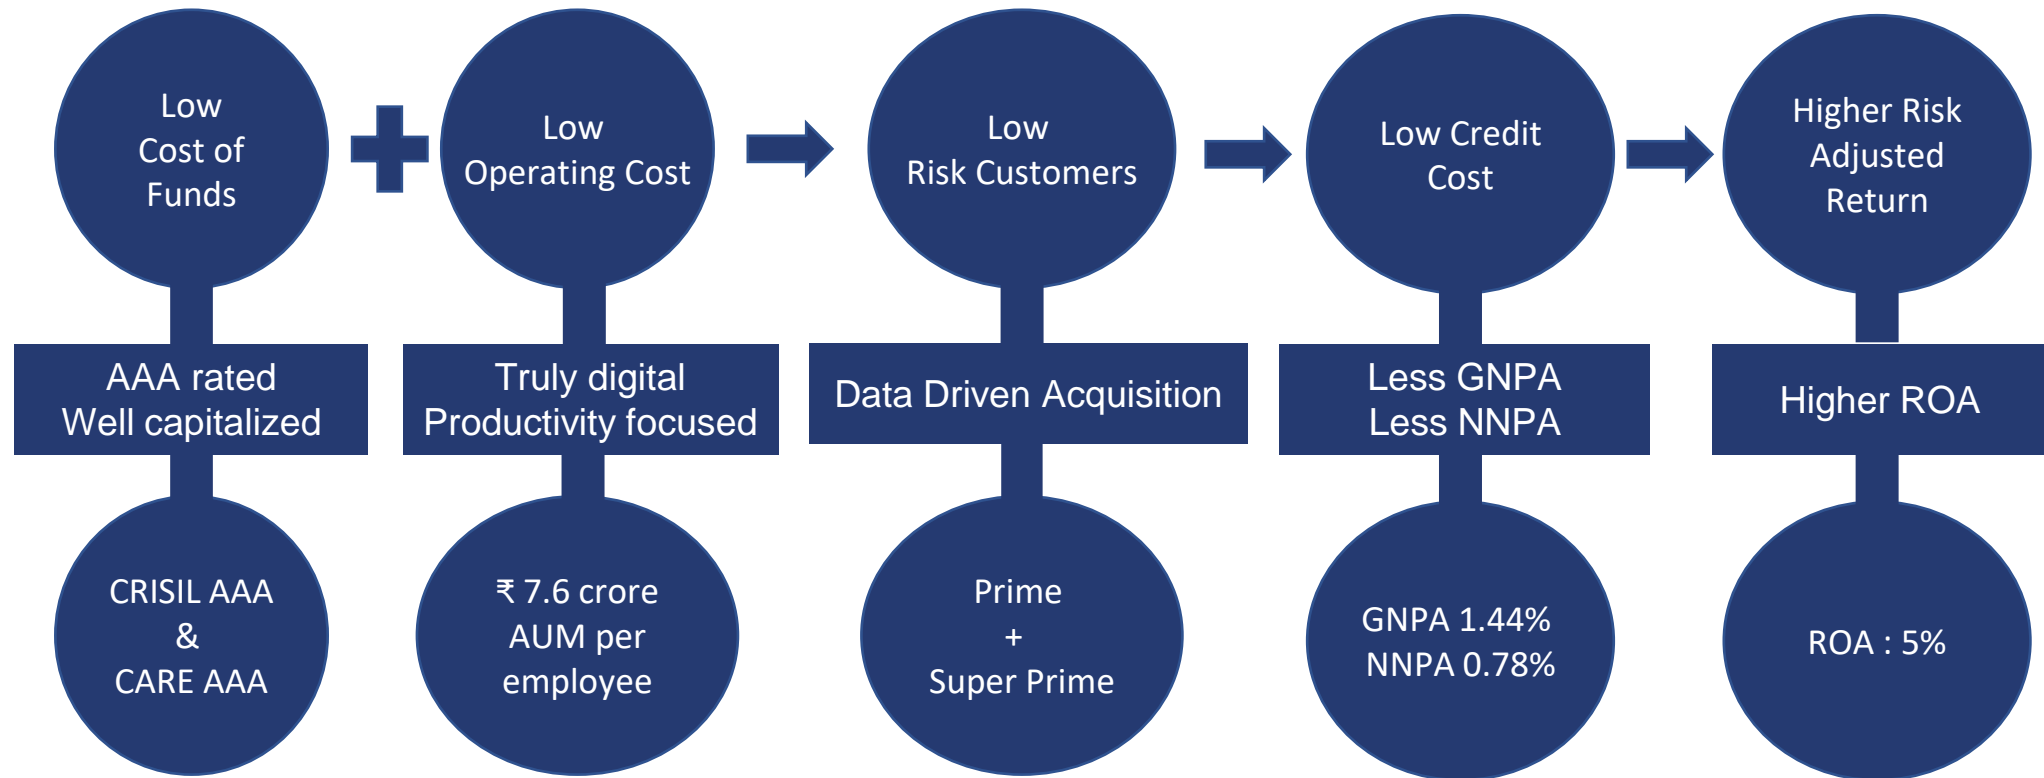 Low
Cost of
Funds
Low
Operating Cost
Low
Risk Customers
Low Credit
Cost
Higher Risk
Adjusted
Return
AAA rated
Well capitalized
Truly digital
Productivity focused
Data Driven Acquisition
Less GNPA
Less NNPA
Higher ROA
CRISIL AAA
&
CARE AAA
₹ 7.6 crore
AUM per
employee
Prime
+
Super Prime
GNPA 1.44%
NNPA 0.78%
ROA : 5%